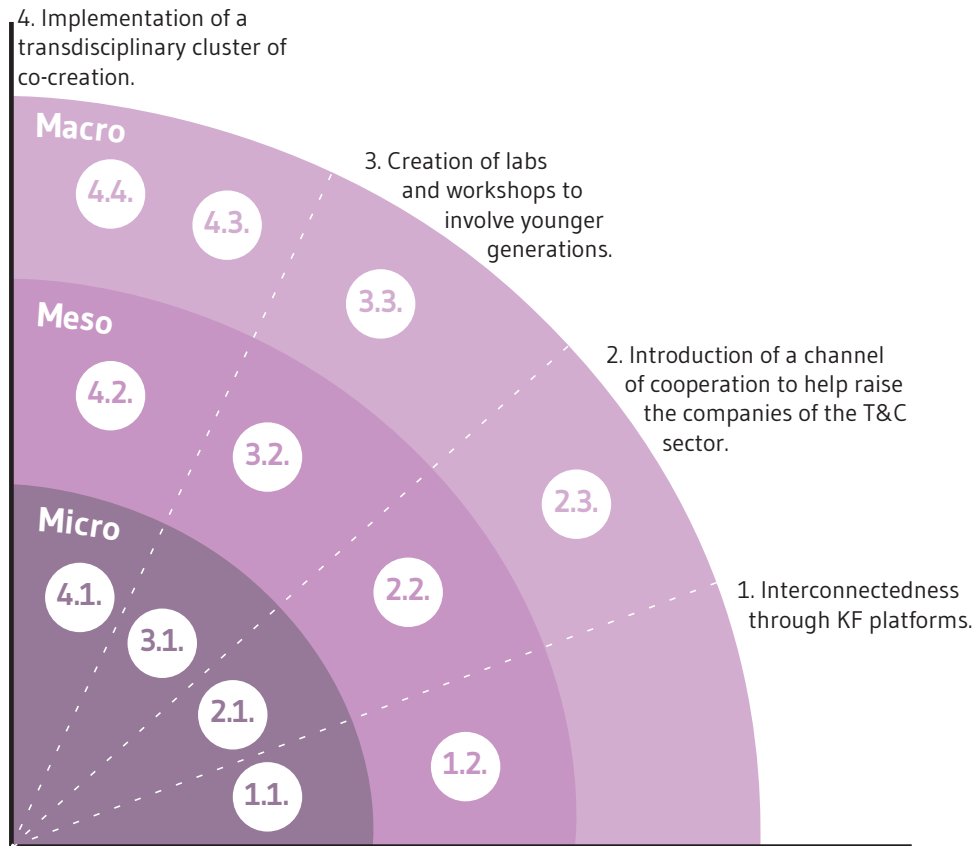 4. Implementation of a
transdisciplinary cluster of
co-creation.
Macro
4.4.
4.3.
3. Creation of labs
and workshops to
involve younger
generations.
3.3.
Meso
4.2.
3.2.
2. Introduction of a channel
of cooperation to help raise
the companies of the T&C
sector.
2.3.
Micro
4.1.
3.1.
2.2.
2.1.
1. Interconnectedness
through KF platforms.
1.2.
1.1.